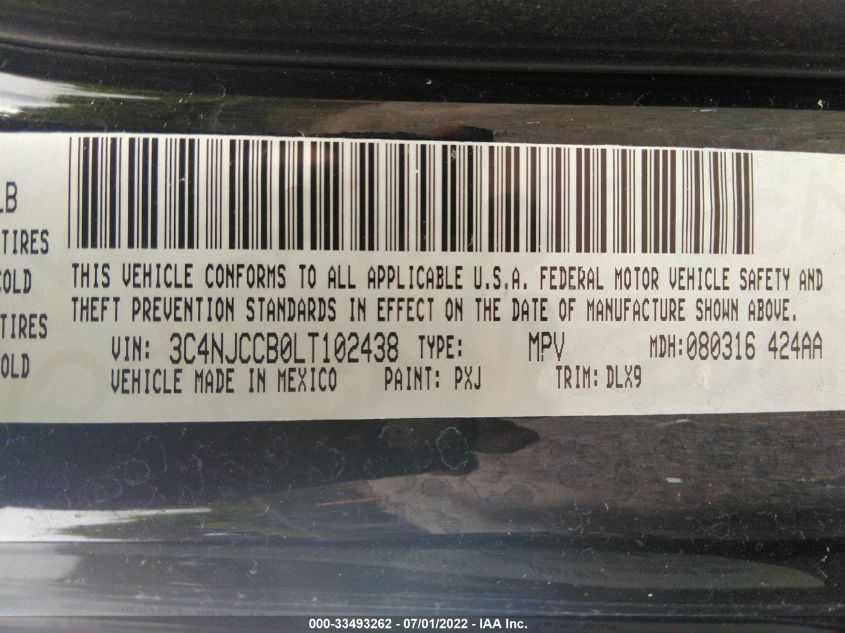 LB
TIRES
COLD
TIRES
OLD
THIS VEHICLE CONFORMS TO ALL APPLICABLE U.S.A. FEDERAL MOTOR VEHICLE SAFETY AND
THEFT PREVENTION STANDARDS IN EFFECT ON THE DATE OF MANUFACTURE SHOWN ABOVE.
VIN: 3C4NJCCB0LT102438 TYPE: MPV MDH:080316 424AA
VEHICLE MADE IN MEXICO PAINT: PXJ TRIM: DLX9
000-33493262 - 07/01/2022 - IAA Inc.